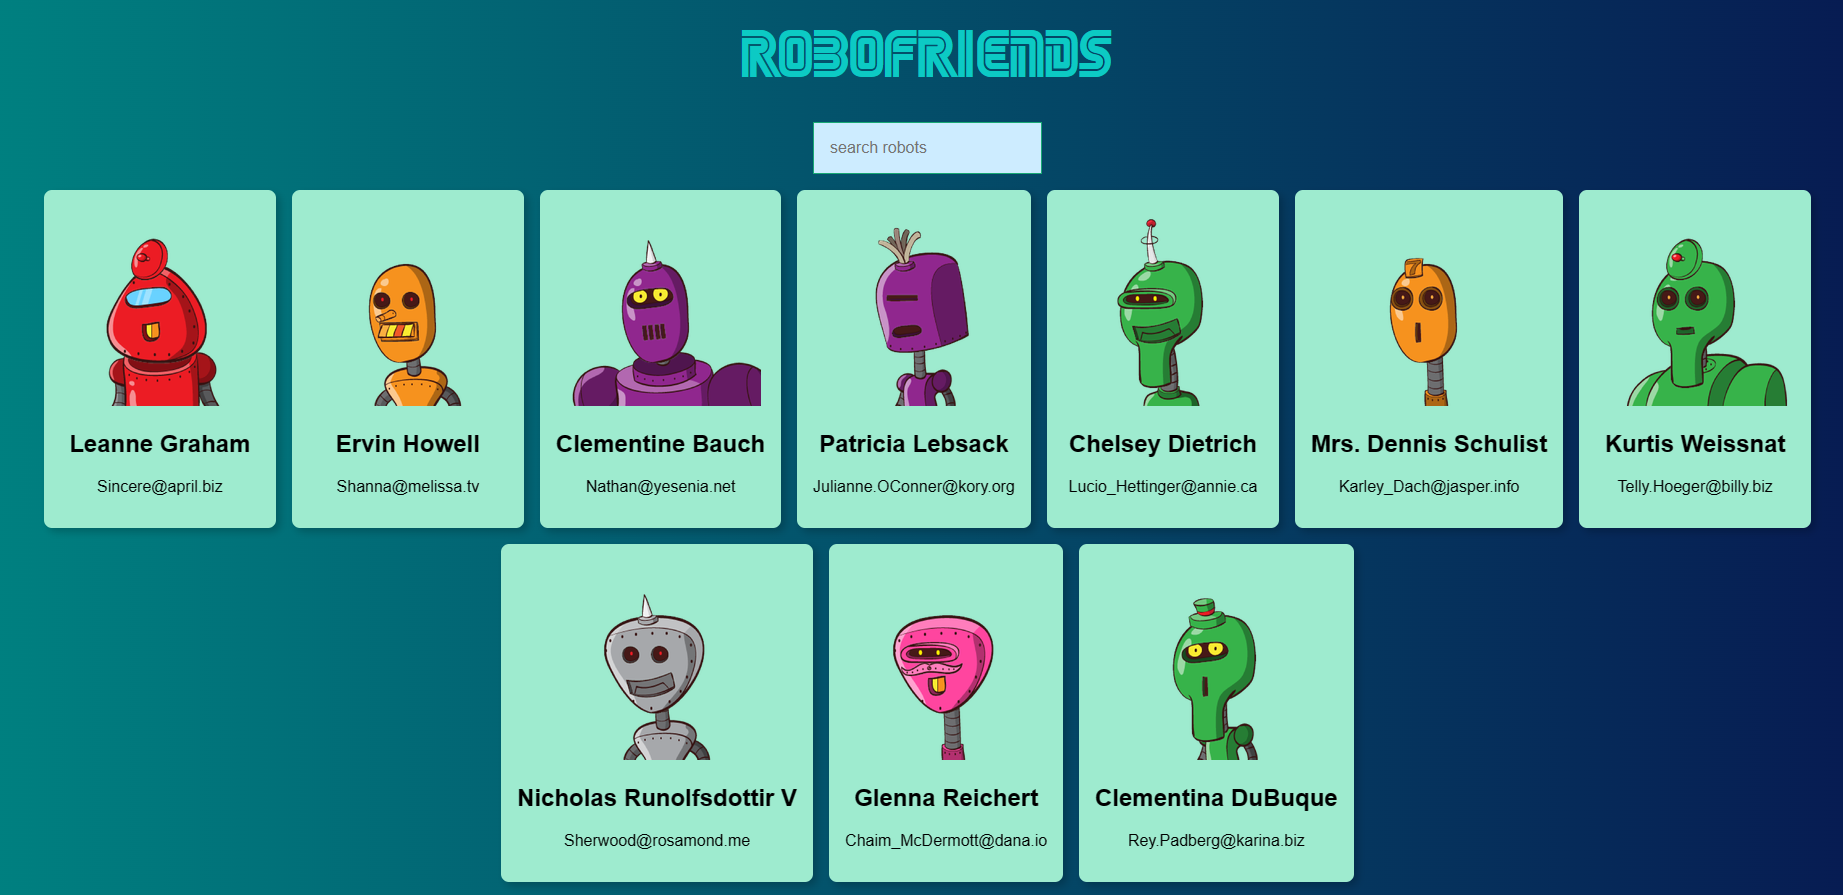 ROBOFRIENDS
search robots
Leanne Graham
Sincere@april.biz
Ervin Howell
Shanna@melissa.tv
Clementine Bauch
Nathan@yesenia.net
Patricia Lebsack
Julianne.OConner@kory.org
Chelsey Dietrich
Lucio_Hettinger@annie.ca
7
Mrs. Dennis Schulist
Karley_Dach@jasper.info
Kurtis Weissnat
Telly.Hoeger@billy.biz
Nicholas Runolfsdottir V
Sherwood@rosamond.me
Glenna Reichert
Chaim_McDermott@dana.io
Clementina DuBuque
Rey.Padberg@karina.biz